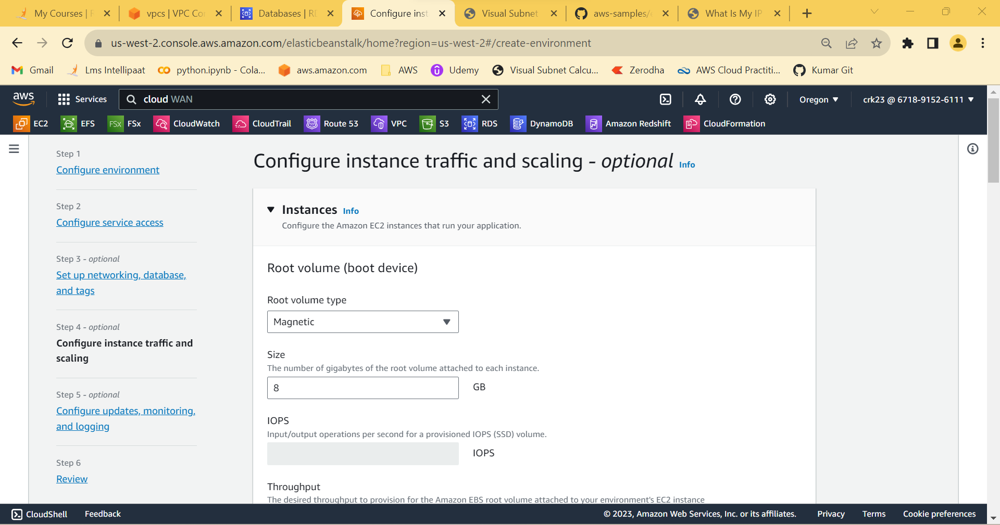 My Courses |
vpcs | VPC Co
Databases | R
Configure inst
Visual Subnet
aws-samples/
What Is My IP
us-west-2.console.aws.amazon.com/elasticbeanstalk/home?region=us-west-2#/create-environment
Gmail
Lms Intellipaat
python.ipynb - Cola...
aws.amazon.com
AWS
Udemy
Visual Subnet Calcu...
Zerodha
AWS Cloud Practiti...
Kumar Git
aws
Services
cloud WAN
Oregon
crk23 @ 6718-9152-6111
EC2
EFS
FSx FSx
CloudWatch
CloudTrail
Route 53
VPC
S3
RDS
DynamoDB
Amazon Redshift
CloudFormation
Step 1
Configure environment
Step 2
Configure service access
Step 3 - optional
Set up networking, database,
and tags
Step 4 - optional
Configure instance traffic and
scaling
Step 5 - optional
Configure updates, monitoring,
and logging
Step 6
Review
Configure instance traffic and scaling - optional Info
Instances Info
Configure the Amazon EC2 instances that run your application.
Root volume (boot device)
Root volume type
Magnetic
Size
The number of gigabytes of the root volume attached to each instance.
8
GB
IOPS
Input/output operations per second for a provisioned IOPS (SSD) volume.
IOPS
Throughput
The desired throughput to provision for the Amazon EBS root volume attached to your environment's EC2 instance
CloudShell
Feedback
© 2023, Amazon Web Services, Inc. or its affiliates.
Privacy
Terms
Cookie preferences